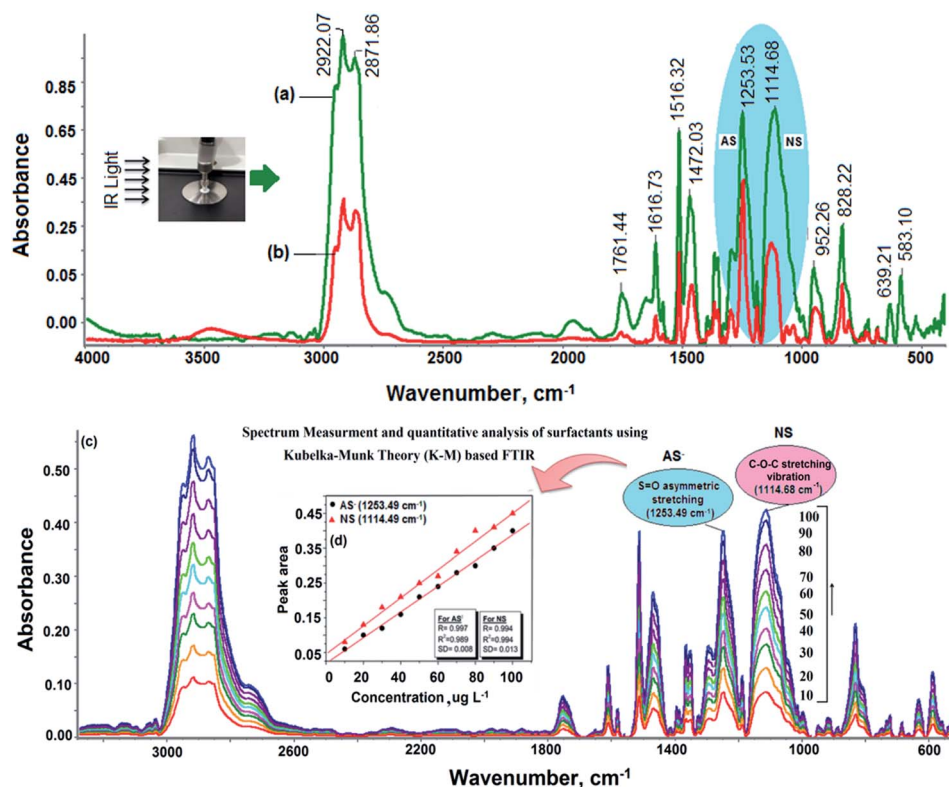 2922.07
2871.86
1516.32
1472.03
1253.53
1114.68
0.85
(a)
0.65
1616.73
AS
NS
Absorbance
IR Light
0.45
828.22
952.26
0.25
(b)
1761.44
639.21
583.10
0.05
0.00
4000
3500
3000
2500
2000
1500
1000
500
Wavenumber, cm-1
(c)
Spectrum Measurment and quantitative analysis of surfactants using
Kubelka-Munk Theory (K-M) based FTIR
NS
AS-
0.50
C-O-C stretching
vibration
(1114.68 cm-1)
S=O asymmetric
stretching
(1253.49 cm-1)
AS- (1253.49 cm-1)
NS (1114.49 cm-1)
(d)
0.45
0.35
0.25
0.15
0.05
Peak area
For AS-
R= 0.997
R2=0.989
SD= 0.008
For NS
R= 0.994
R2=0.994
SD= 0.013
0 20 40 60 80 100
Concentration, ug L-1
100
90
80
70
60
50
40
30
20
10
0.40
0.30
0.20
0.10
0.00
Absorbance
3000 2600 2200 1800 1400 1000 600
Wavenumber, cm-1